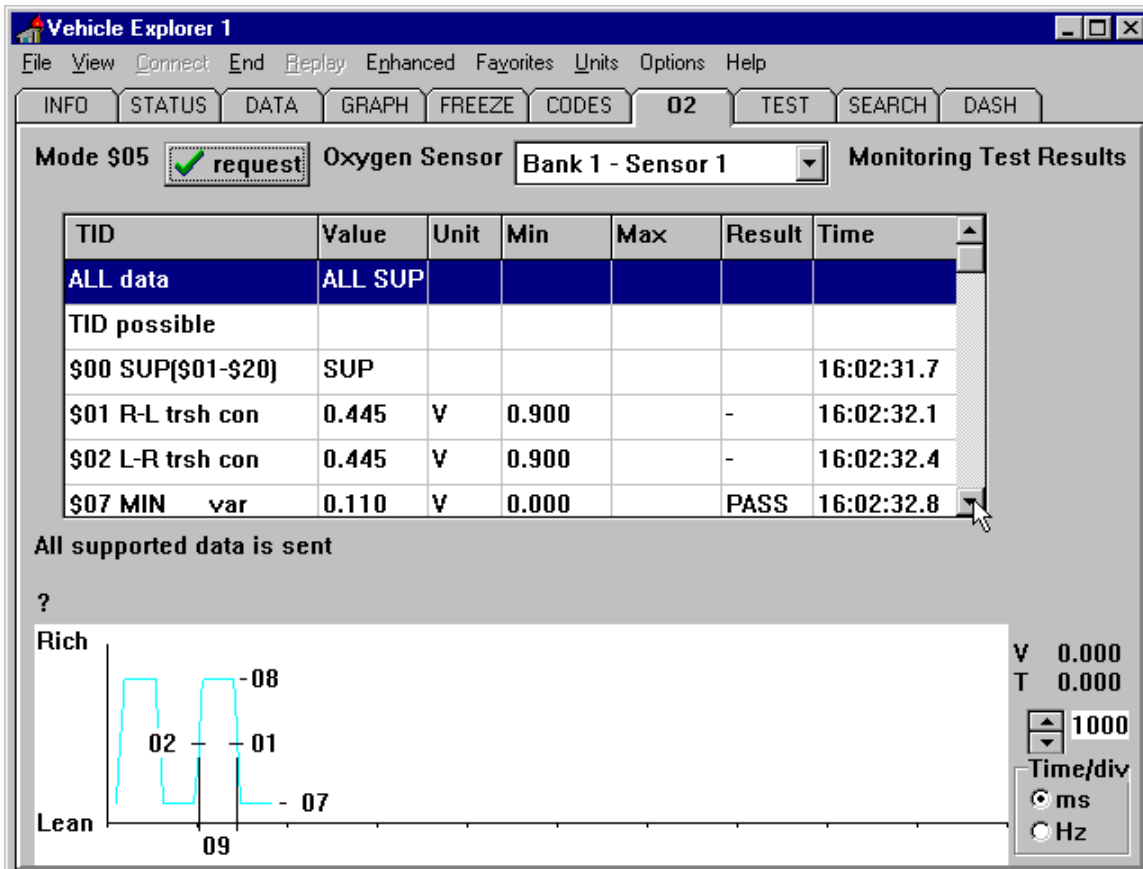 Vehicle Explorer 1
File View Connect End Replay Enhanced Favorites Units Options Help
INFO STATUS DATA GRAPH FREEZE CODES O2 TEST SEARCH DASH
Mode $05 request Oxygen Sensor Bank 1 - Sensor 1 Monitoring Test Results
TID Value Unit Min Max Result Time
ALL data ALL SUP
TID possible
$00 SUP($01-$20) SUP 16:02:31.7
$01 R-L trsh con 0.445 V 0.900 - 16:02:32.1
$02 L-R trsh con 0.445 V 0.900 - 16:02:32.4
$07 MIN var 0.110 V 0.000 PASS 16:02:32.8
All supported data is sent
?
Rich
V 0.000
T 0.000
- 08
1000
02 01
Time/div
ms
- 07
Lean
Hz
09